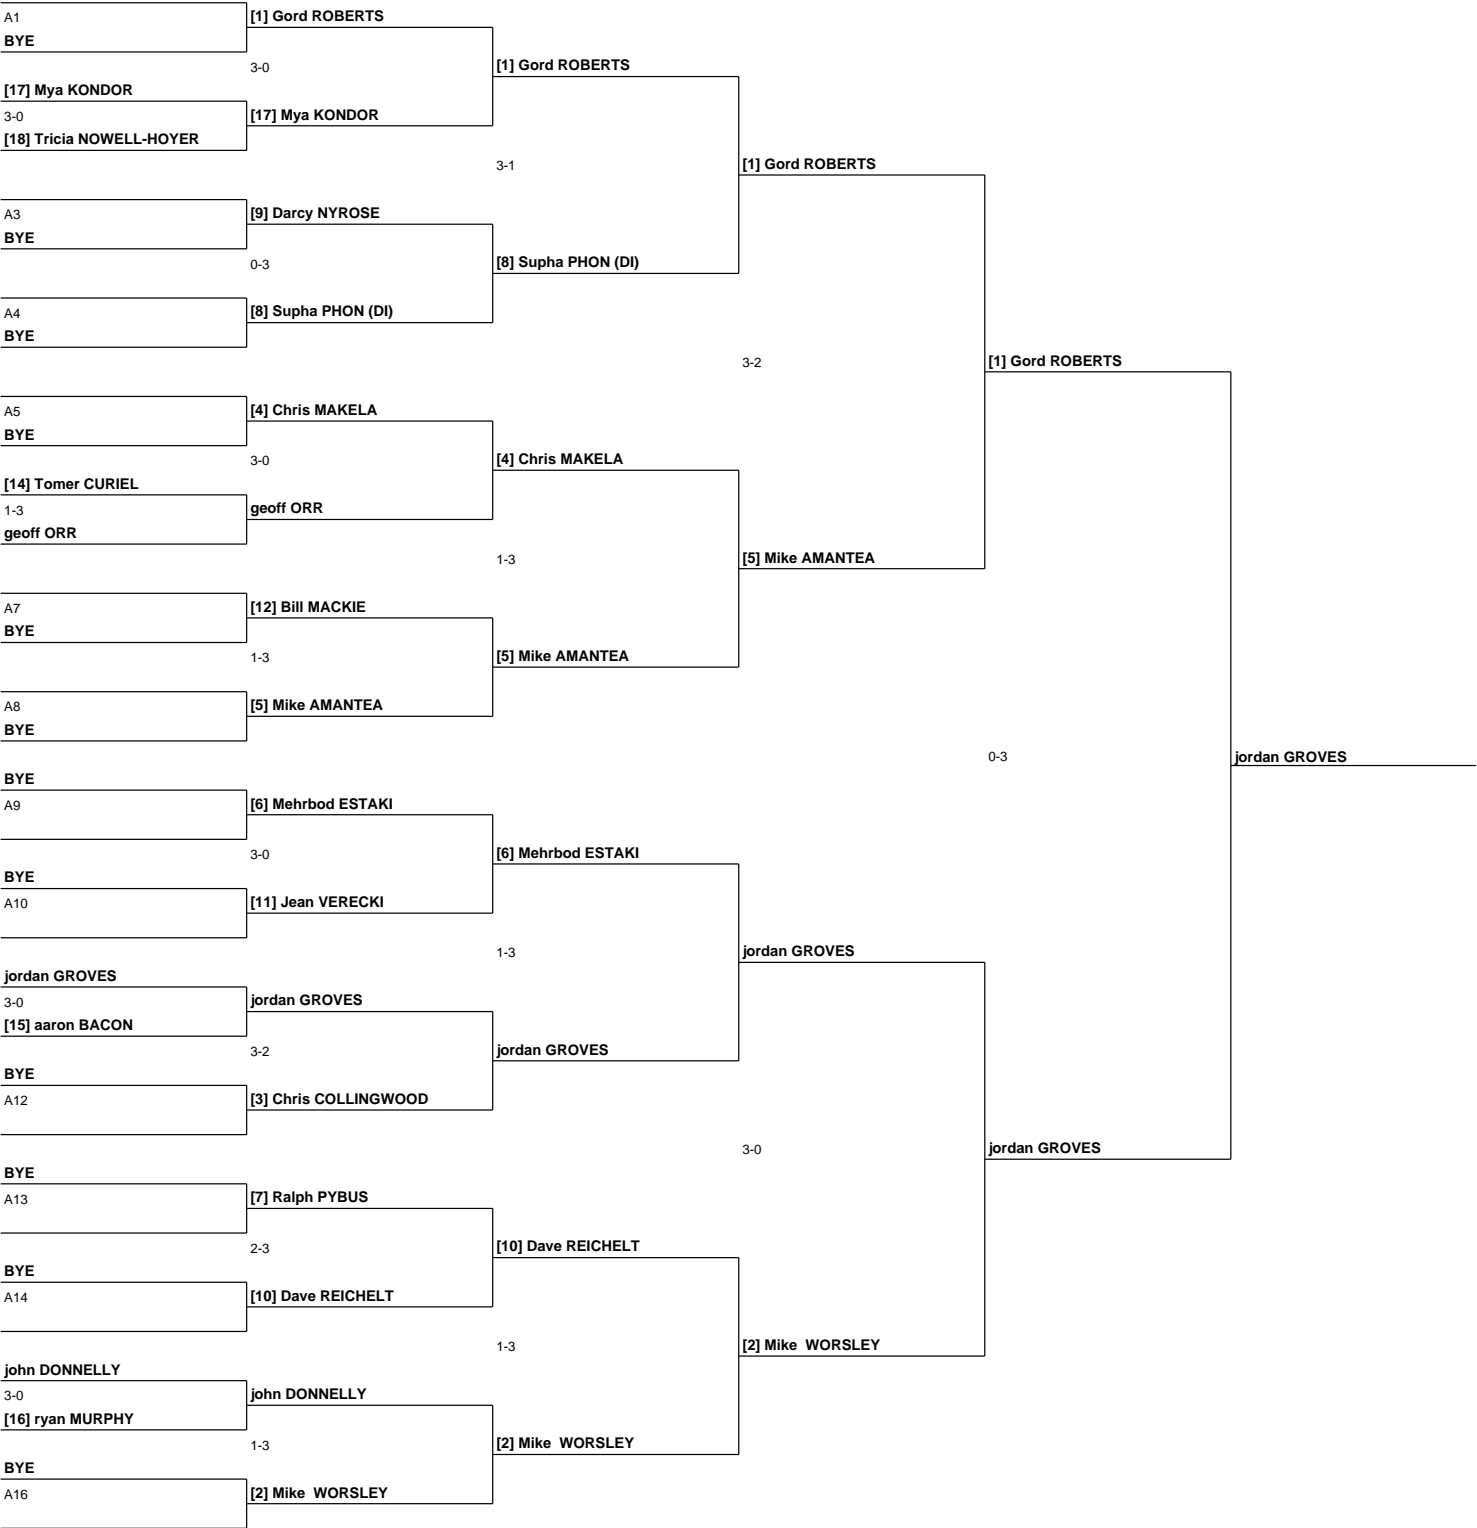 A1
BYE
[17] Mya KONDOR
3-0
[18] Tricia NOWELL-HOYER
A3
BYE
A4
BYE
A5
BYE
[14] Tomer CURIEL
1-3
geoff ORR
A7
BYE
A8
BYE
BYE
A9
BYE
A10
jordan GROVES
3-0
[15] aaron BACON
BYE
A12
BYE
A13
BYE
A14
john DONNELLY
3-0
[16] ryan MURPHY
BYE
A16
[1] Gord ROBERTS
3-0
[17] Mya KONDOR
[9] Darcy NYROSE
0-3
[8] Supha PHON (DI)
[4] Chris MAKELA
3-0
geoff ORR
[12] Bill MACKIE
1-3
[5] Mike AMANTEA
[6] Mehrbod ESTAKI
3-0
[11] Jean VERECKI
jordan GROVES
3-2
[3] Chris COLLINGWOOD
[7] Ralph PYBUS
2-3
[10] Dave REICHELT
john DONNELLY
1-3
[2] Mike  WORSLEY
[1] Gord ROBERTS
3-1
[8] Supha PHON (DI)
[4] Chris MAKELA
1-3
[5] Mike AMANTEA
[6] Mehrbod ESTAKI
1-3
jordan GROVES
[10] Dave REICHELT
1-3
[2] Mike  WORSLEY
[1] Gord ROBERTS
3-2
[5] Mike AMANTEA
jordan GROVES
3-0
[2] Mike  WORSLEY
[1] Gord ROBERTS
0-3
jordan GROVES
jordan GROVES